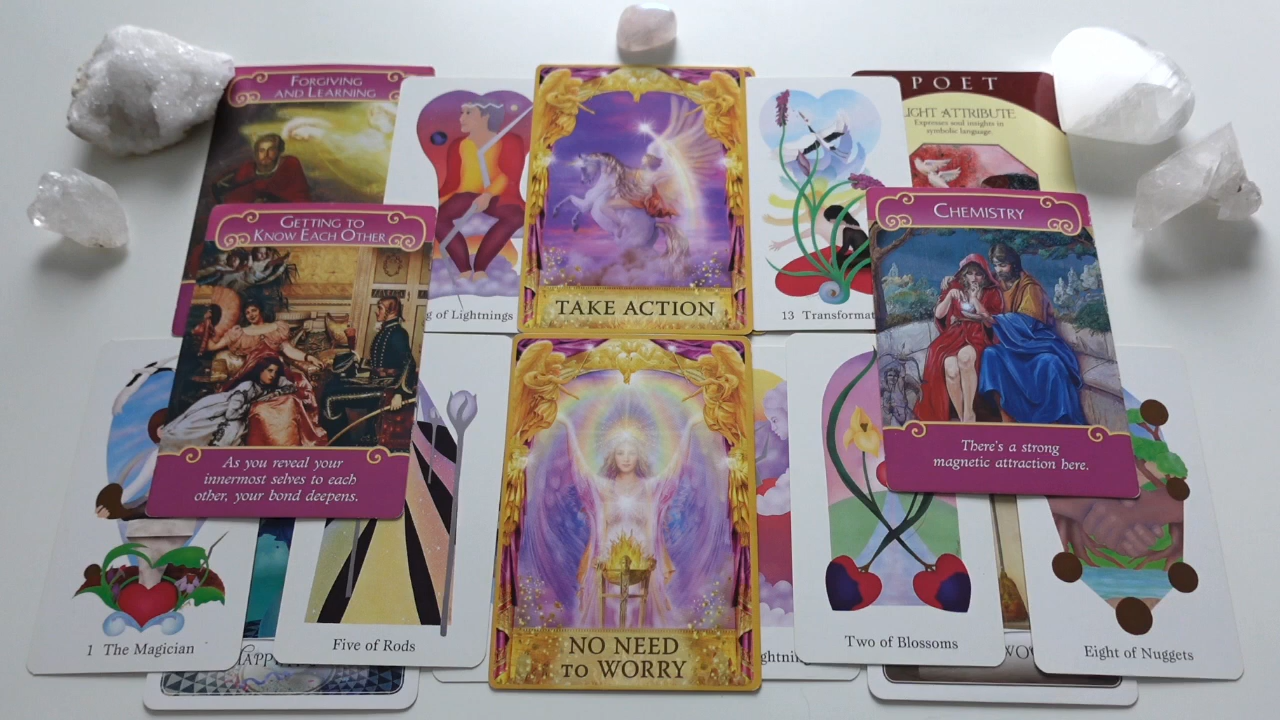 FORGIVING
AND LEARNING
POET
LIGHT ATTRIBUTE
Expresses soul insights in
symbolic language.
GETTING TO
KNOW EACH OTHER
CHEMISTRY
g of Lightnings
TAKE ACTION
13 Transformat
As you reveal your
innermost selves to each
other, your bond deepens.
There's a strong
magnetic attraction here.
1 The Magician
Five of Rods
NO NEED
TO WORRY
Two of Blossoms
Eight of Nuggets
HAPP